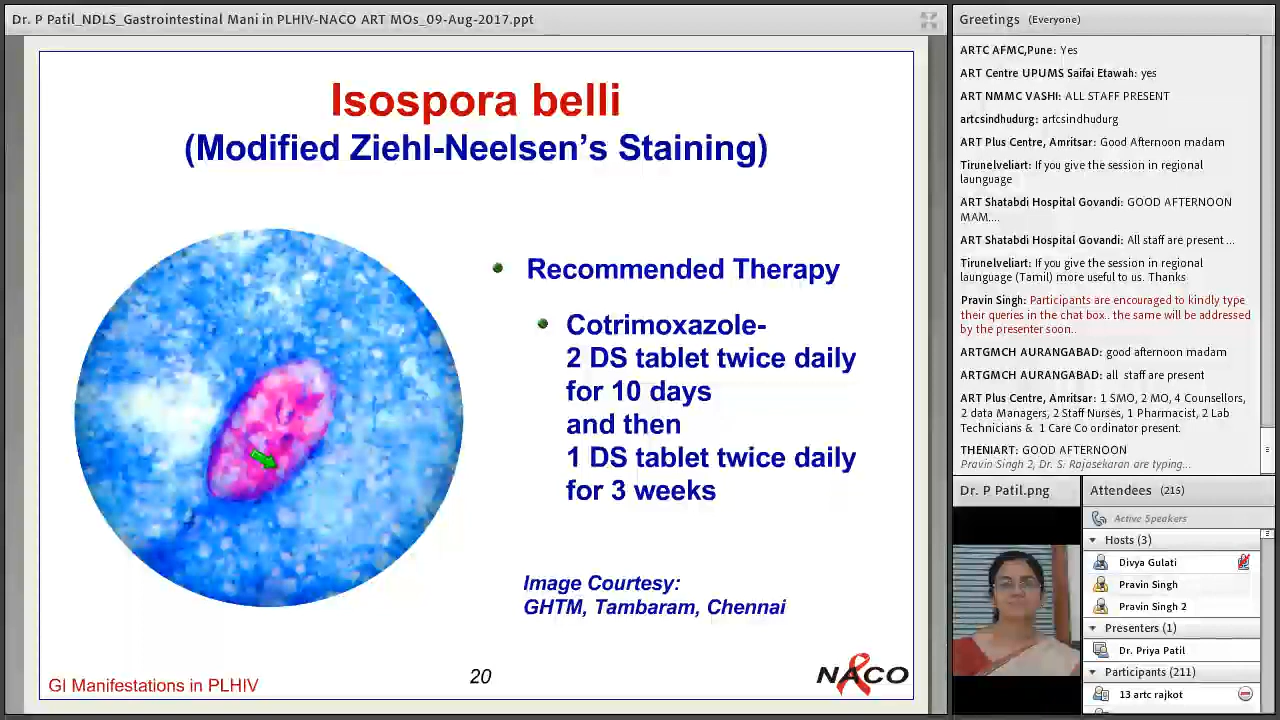 Dr. P Patil_NDLS_Gastrointestinal Mani in PLHIV-NACO ART MOs_09-Aug-2017.ppt
Isospora belli
(Modified Ziehl-Neelsen's Staining)
Recommended Therapy
Cotrimoxazole-
2 DS tablet twice daily
for 10 days
and then
1 DS tablet twice daily
for 3 weeks
Image Courtesy:
GHTM, Tambaram, Chennai
GI Manifestations in PLHIV
20
NACO
Greetings (Everyone)
ARTC AFMC,Pune: Yes
ART Centre UPUMS Saifai Etawah: yes
ART NMMC VASHI: ALL STAFF PRESENT
artcsindhudurg: artcsindhudurg
ART Plus Centre, Amritsar: Good Afternoon madam
Tirunelveliart: If you give the session in regional
launguage
ART Shatabdi Hospital Govandi: GOOD AFTERNOON
MAM,...
ART Shatabdi Hospital Govandi: All staff are present ...
Tirunelveliart: If you give the session in regional
launguage (Tamil) more useful to us. Thanks
Pravin Singh: Participants are encouraged to kindly type
their queries in the chat box.. the same will be addressed
by the presenter soon..
ARTGMCH AURANGABAD: good afternoon madam
ARTGMCH AURANGABAD: all staff are present
ART Plus Centre, Amritsar: 1 SMO, 2 MO, 4 Counsellors,
2 data Managers, 2 Staff Nurses, 1 Pharmacist, 2 Lab
Technicians & 1 Care Co ordinator present.
THENIART: GOOD AFTERNOON
Pravin Singh 2, Dr. S. Rajasekaran are typing...
Dr. P Patil.png
Attendees (215)
Active Speakers
Hosts (3)
Divya Gulati
Pravin Singh
Pravin Singh 2
Presenters (1)
Dr. Priya Patil
Participants (211)
13 artc rajkot